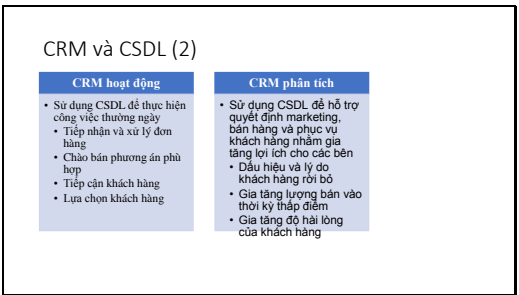 CRM và CSDL (2)
CRM hoạt động
• Sử dụng CSDL để thực hiện
công việc thường ngày
• Tiếp nhận và xử lý đơn
hàng
• Chào bán phương án phù
hợp
• Tiếp cận khách hàng
• Lựa chọn khách hàng
CRM phân tích
• Sử dụng CSDL để hỗ trợ
quyết định marketing,
bán hàng và phục vụ
khách hàng nhằm gia
tăng lợi ích cho các bên
• Dấu hiệu và lý do
khách hàng rời bỏ
• Gia tăng lượng bán vào
thời kỳ thấp điểm
• Gia tăng độ hài lòng
của khách hàng